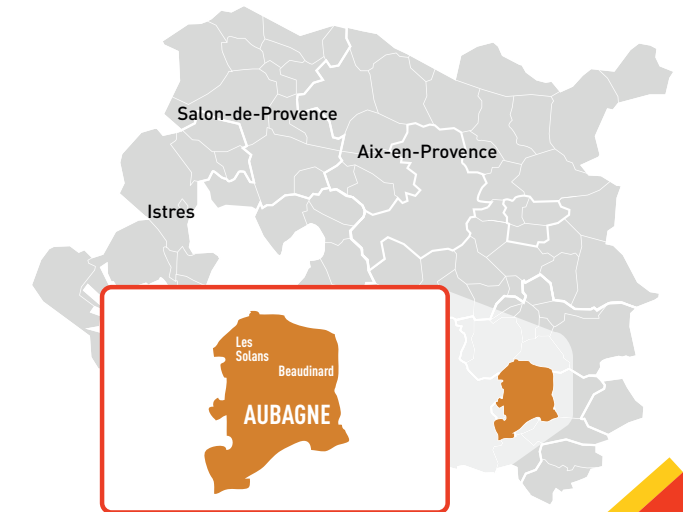 Salon-de-Provence
Aix-en-Provence
Istres
Les
Solans
Beaudinard
AUBAGNE